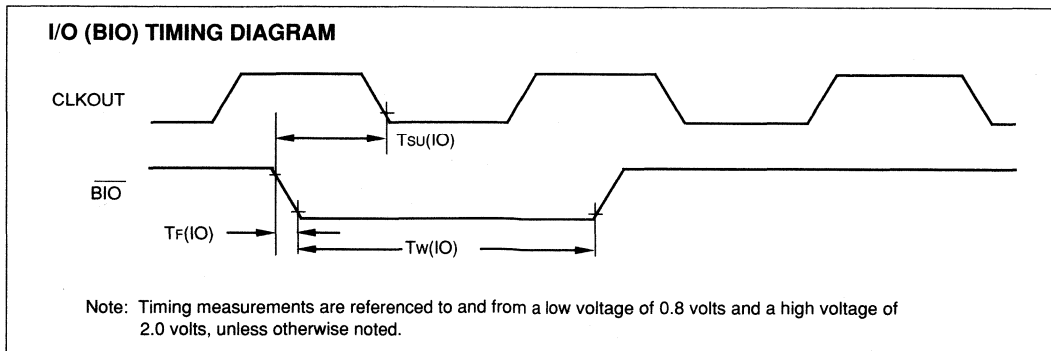 I/O (BIO) TIMING DIAGRAM
CLKOUT
TSU(IO)
BIO
TF(IO)
TW(IO)
Note: Timing measurements are referenced to and from a low voltage of 0.8 volts and a high voltage of
2.0 volts, unless otherwise noted.